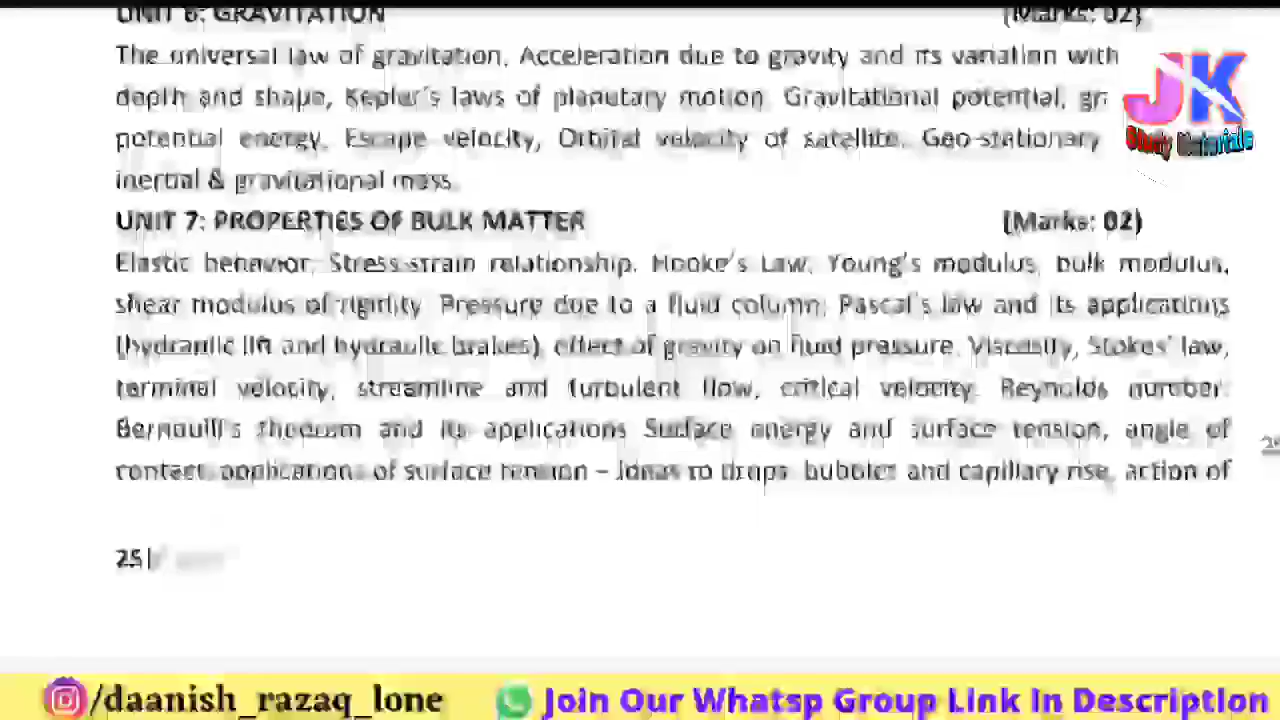 UNIT 6: GRAVITATION (Marks: 02)
The universal law of gravitation, Acceleration due to gravity and its variation with
depth and shape, Kepler's laws of planetary motion. Gravitational potential,
potential energy, Escape velocity, Orbital velocity of satellite. Geo-stationary
inertial & gravitational mass.
UNIT 7: PROPERTIES OF BULK MATTER (Marks: 02)
Elastic behavior, Stress-strain relationship. Hooke's Law, Young's modulus, bulk modulus,
shear modulus of rigidity. Pressure due to a fluid column; Pascal's law and its applications
(hydraulic lift and hydraulic brakes), effect of gravity on fluid pressure. Viscosity, Stokes' law,
terminal velocity, streamline and turbulent flow, critical velocity. Reynolds number.
Bernoulli's theorem and its applications Surface energy and surface tension, angle of
contact, applications of surface tension – ideas to drops, bubbles and capillary rise, action of
25|
JK
Study Materials
/daanish_razaq_lone Join Our Whatsp Group Link In Description